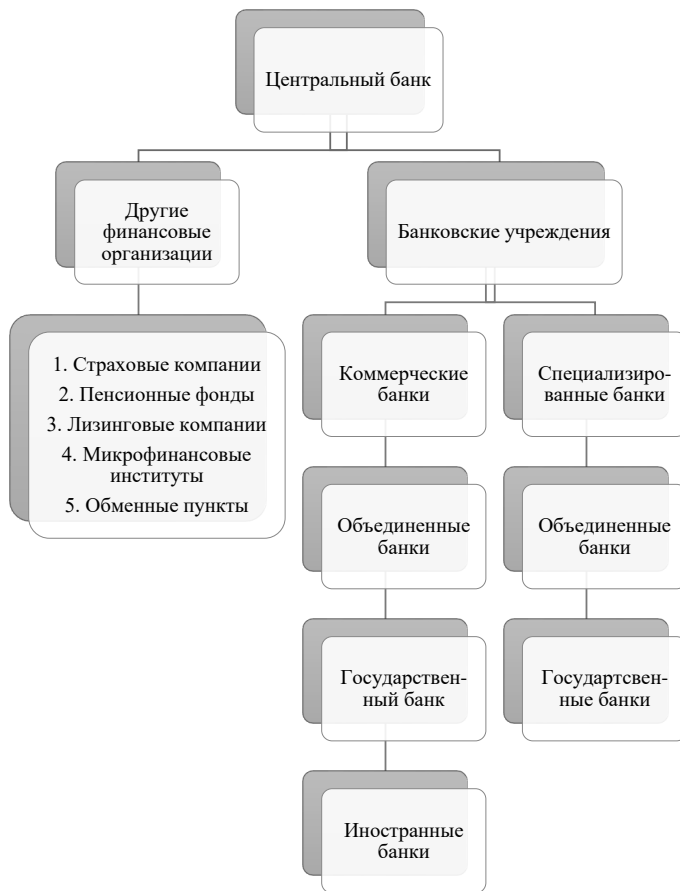 Центральный банк
Другие
финансовые
организации
Банковские учреждения
1. Страховые компании
2. Пенсионные фонды
3. Лизинговые компании
4. Микрофинансовые
институты
5. Обменные пункты
Коммерческие
банки
Специализиро-
ванные банки
Объединенные
банки
Объединенные
банки
Государствен-
ный банк
Государтсвен-
ные банки
Иностранные
банки